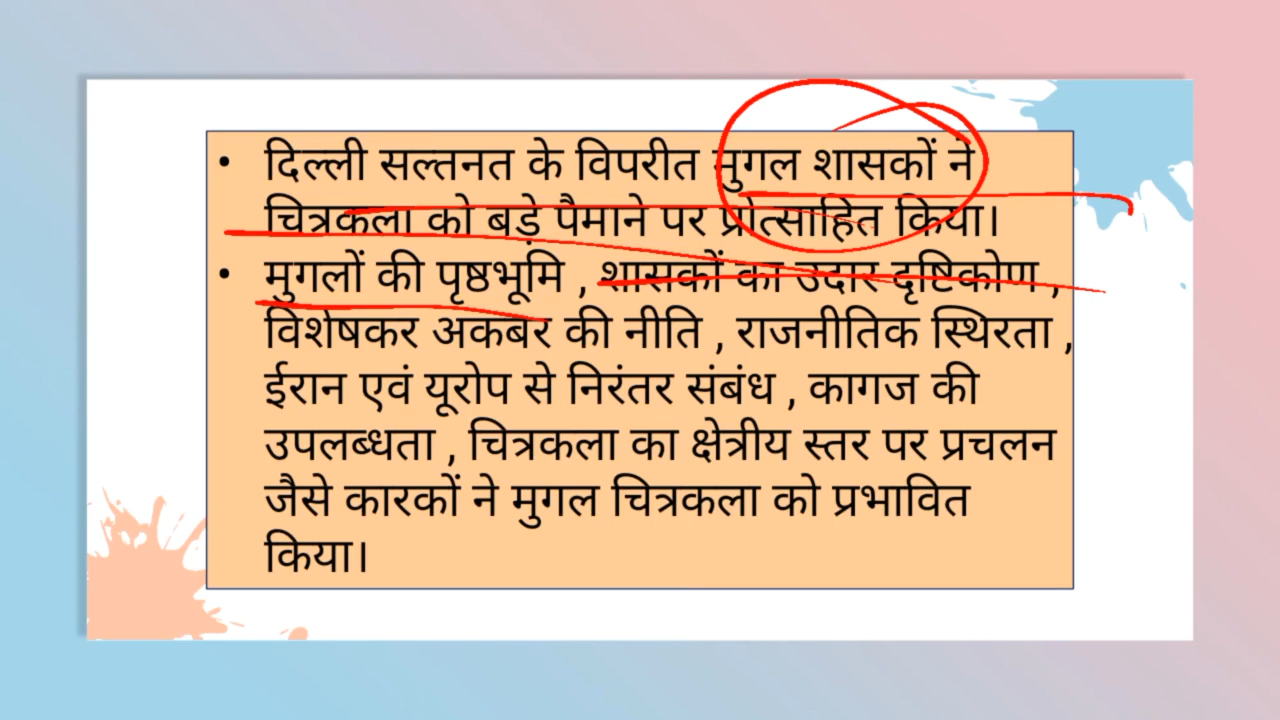 • दिल्ली सल्तनत के विपरीत मुगल शासकों ने
चित्रकला को बड़े पैमाने पर प्रोत्साहित किया।
• मुगलों की पृष्ठभूमि , शासकों का उदार दृष्टिकोण ,
विशेषकर अकबर की नीति , राजनीतिक स्थिरता ,
ईरान एवं यूरोप से निरंतर संबंध , कागज की
उपलब्धता , चित्रकला का क्षेत्रीय स्तर पर प्रचलन
जैसे कारकों ने मुगल चित्रकला को प्रभावित
किया।